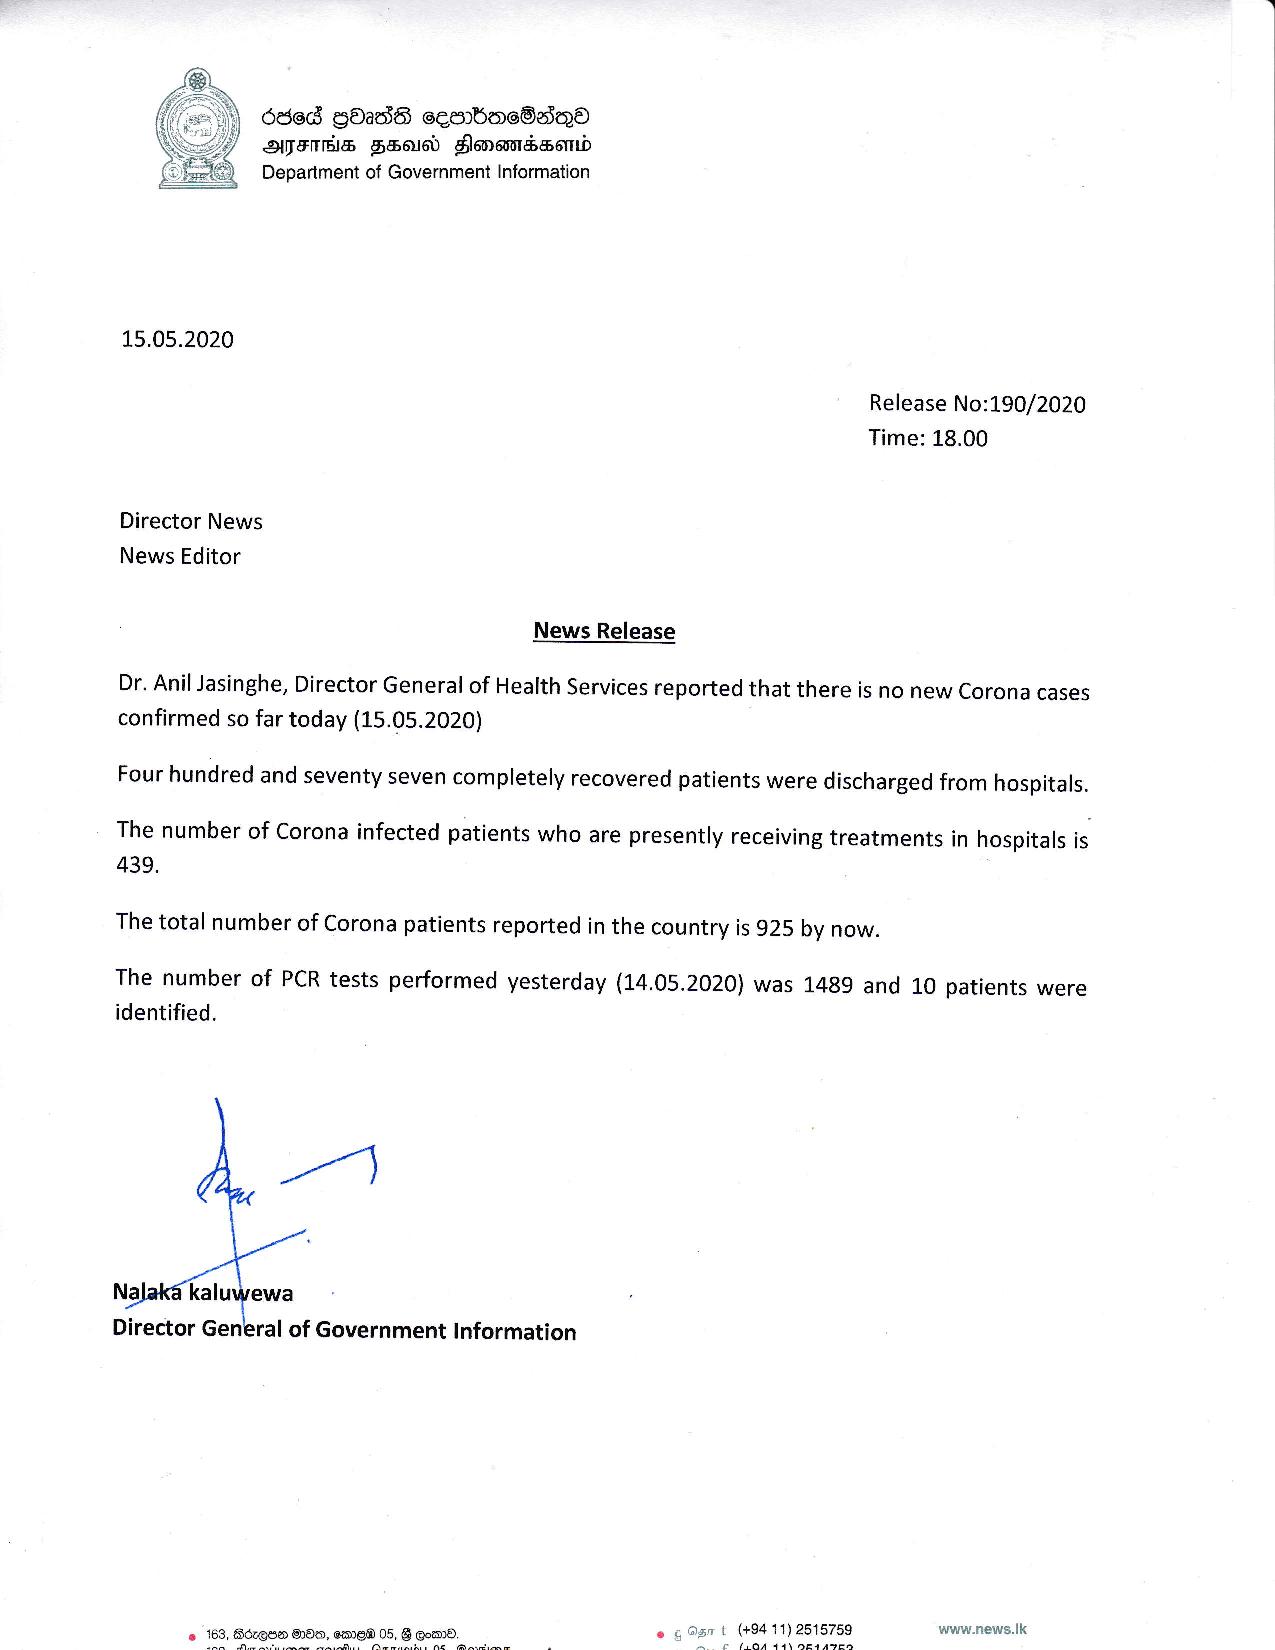 රජයේ ප්‍රවෘත්ති දෙපාර්තමේන්තුව
அரசாங்க தகவல் திணைக்களம்
Department of Government Information
15.05.2020
Release No:190/2020
Time: 18.00
Director News
News Editor
News Release
Dr. Anil Jasinghe, Director General of Health Services reported that there is no new Corona cases
confirmed so far today (15.05.2020)
Four hundred and seventy seven completely recovered patients were discharged from hospitals.
The number of Corona infected patients who are presently receiving treatments in hospitals is
439.
The total number of Corona patients reported in the country is 925 by now.
The number of PCR tests performed yesterday (14.05.2020) was 1489 and 10 patients were
identified.
Nalaka kaluwewa
Director General of Government Information
163, කිරුලපන මාවත, කොළඹ 05, ශ්‍රී ලංකාව.
දු தொ t (+94 11) 2515759
www.news.lk
(+94 11) 2514753